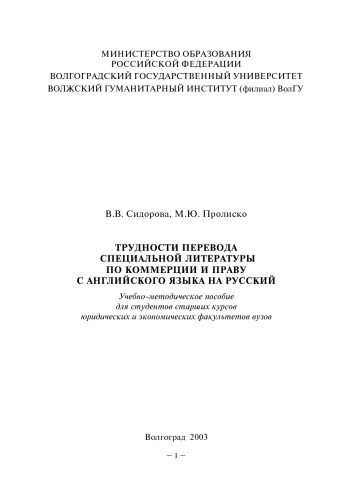 МИНИСТЕРСТВО ОБРАЗОВАНИЯ
РОССИЙСКОЙ ФЕДЕРАЦИИ
ВОЛГОГРАДСКИЙ ГОСУДАРСТВЕННЫЙ УНИВЕРСИТЕТ
ВОЛЖСКИЙ ГУМАНИТАРНЫЙ ИНСТИТУТ (филиал) ВолГУ
В.В. Сидорова, М.Ю. Пролиско
ТРУДНОСТИ ПЕРЕВОДА
СПЕЦИАЛЬНОЙ ЛИТЕРАТУРЫ
ПО КОММЕРЦИИ И ПРАВУ
С АНГЛИЙСКОГО ЯЗЫКА НА РУССКИЙ
Учебно-методическое пособие
для студентов старших курсов
юридических и экономических факультетов вузов
Волгоград 2003
– 1 –